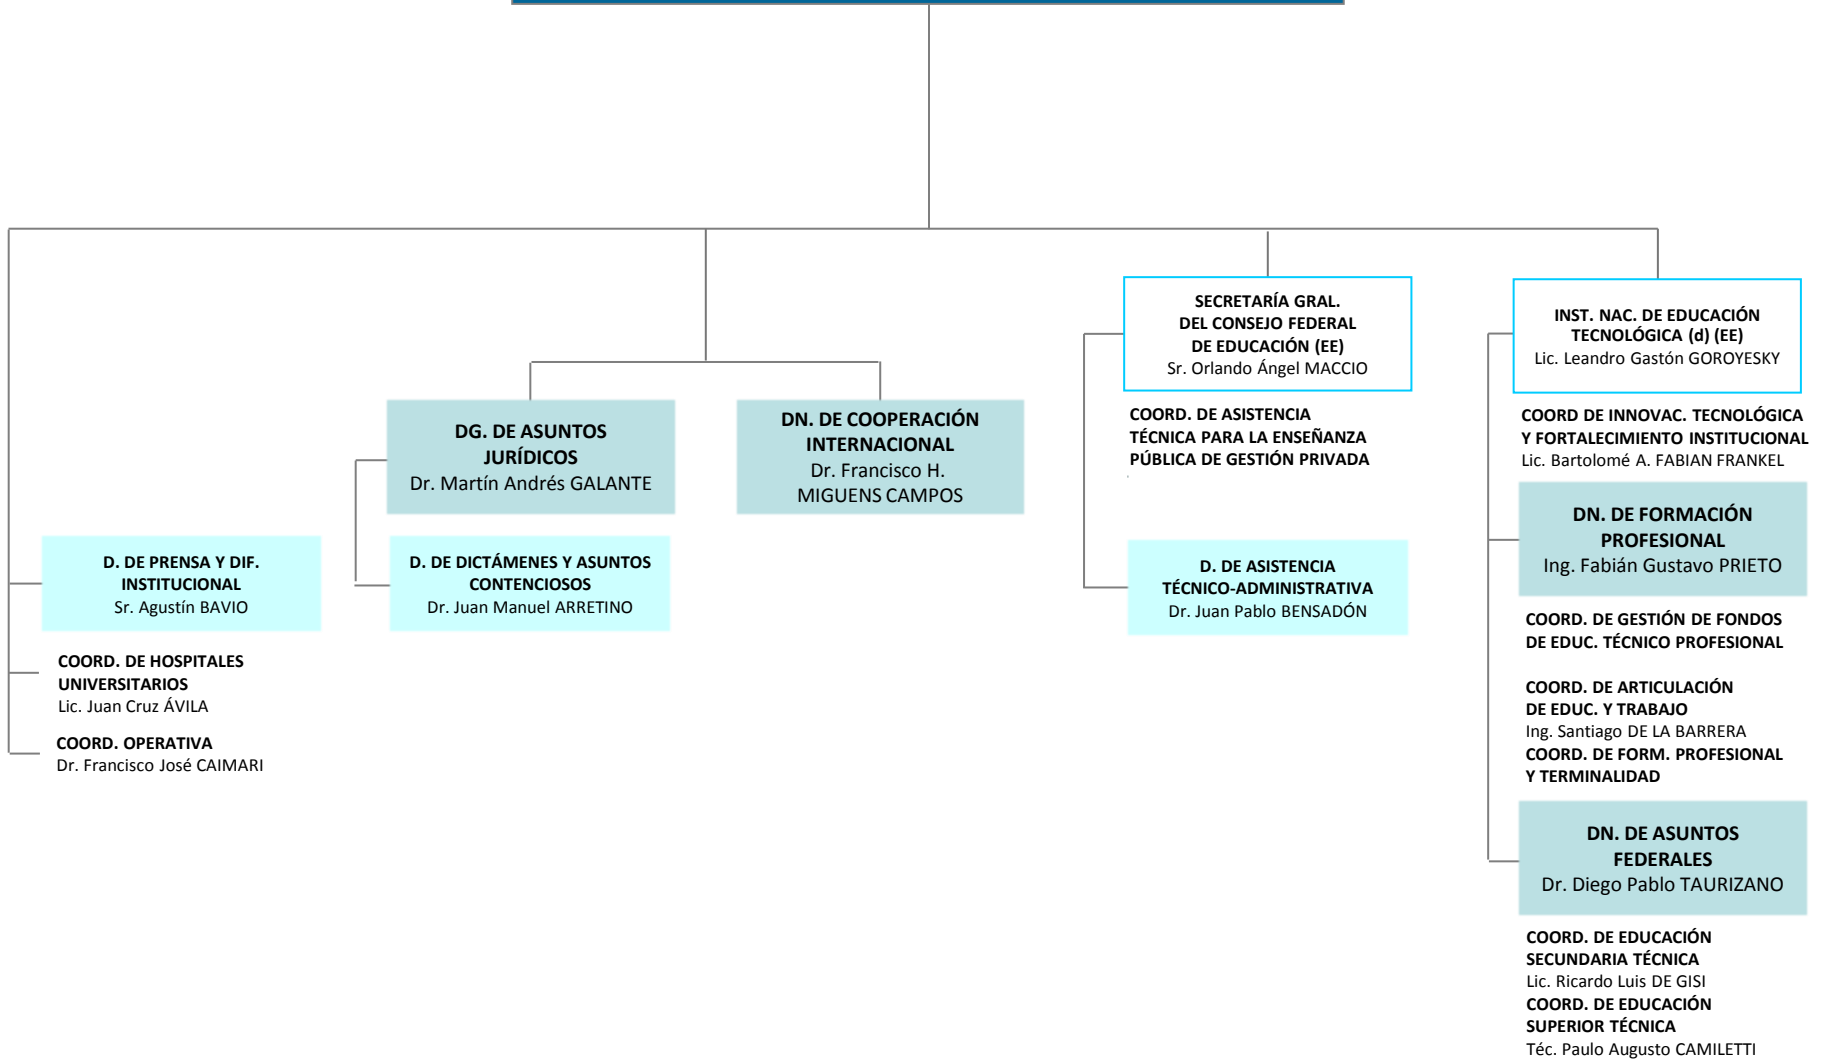 SECRETARÍA GRAL.
DEL CONSEJO FEDERAL
DE EDUCACIÓN (EE)
Sr. Orlando Ángel MACCIO
INST. NAC. DE EDUCACIÓN
TECNOLÓGICA (d) (EE)
Lic. Leandro Gastón GOROYESKY
DG. DE ASUNTOS
JURÍDICOS
Dr. Martín Andrés GALANTE
DN. DE COOPERACIÓN
INTERNACIONAL
Dr. Francisco H.
MIGUENS CAMPOS
COORD. DE ASISTENCIA
TÉCNICA PARA LA ENSEÑANZA
PÚBLICA DE GESTIÓN PRIVADA
COORD DE INNOVAC. TECNOLÓGICA
Y FORTALECIMIENTO INSTITUCIONAL
Lic. Bartolomé A. FABIAN FRANKEL
DN. DE FORMACIÓN
PROFESIONAL
Ing. Fabián Gustavo PRIETO
D. DE PRENSA Y DIF.
INSTITUCIONAL
Sr. Agustín BAVIO
D. DE DICTÁMENES Y ASUNTOS
CONTENCIOSOS
Dr. Juan Manuel ARRETINO
D. DE ASISTENCIA
TÉCNICO-ADMINISTRATIVA
Dr. Juan Pablo BENSADÓN
COORD. DE HOSPITALES
UNIVERSITARIOS
Lic. Juan Cruz ÁVILA
COORD. OPERATIVA
Dr. Francisco José CAIMARI
COORD. DE GESTIÓN DE FONDOS
DE EDUC. TÉCNICO PROFESIONAL
COORD. DE ARTICULACIÓN
DE EDUC. Y TRABAJO
Ing. Santiago DE LA BARRERA
COORD. DE FORM. PROFESIONAL
Y TERMINALIDAD
DN. DE ASUNTOS
FEDERALES
Dr. Diego Pablo TAURIZANO
COORD. DE EDUCACIÓN
SECUNDARIA TÉCNICA
Lic. Ricardo Luis DE GISI
COORD. DE EDUCACIÓN
SUPERIOR TÉCNICA
Téc. Paulo Augusto CAMILETTI